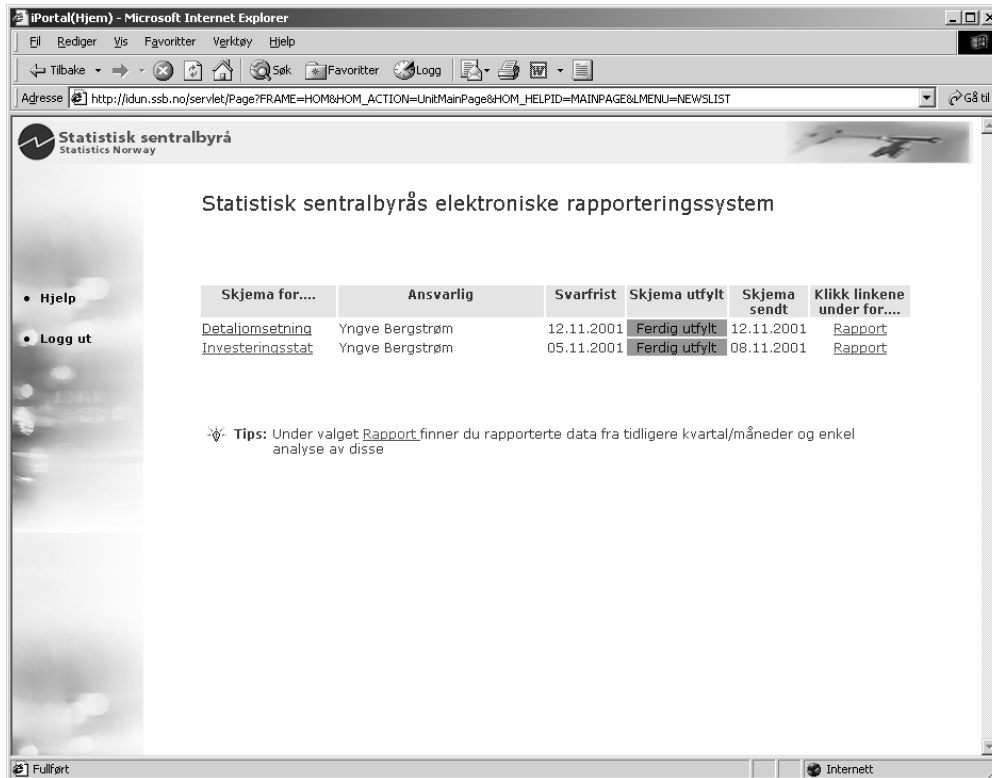 iPortal(Hjem) - Microsoft Internet Explorer
Fil Rediger Vis Favoritter Verktøy Hjelp
Tilbake Søk Favoritter Logg
Adresse http://idun.ssb.no/servlet/Page?FRAME=HOM&HOM_ACTION=UnitMainPage&HOM_HELPID=MAINPAGE&LMENU=NEWSLIST Gå til
Statistisk sentralbyrå
Statistics Norway
Statistisk sentralbyrås elektroniske rapporteringssystem
• Hjelp
• Logg ut
Skjema for.... Ansvarlig Svarfrist Skjema utfylt Skjema sendt Klikk linkene under for....
Detaljomsetning Yngve Bergstrøm 12.11.2001 Ferdig utfylt 12.11.2001 Rapport
Investeringsstat Yngve Bergstrøm 05.11.2001 Ferdig utfylt 08.11.2001 Rapport
Tips: Under valget Rapport finner du rapporterte data fra tidligere kvartal/måneder og enkel
analyse av disse
Fullført Internett